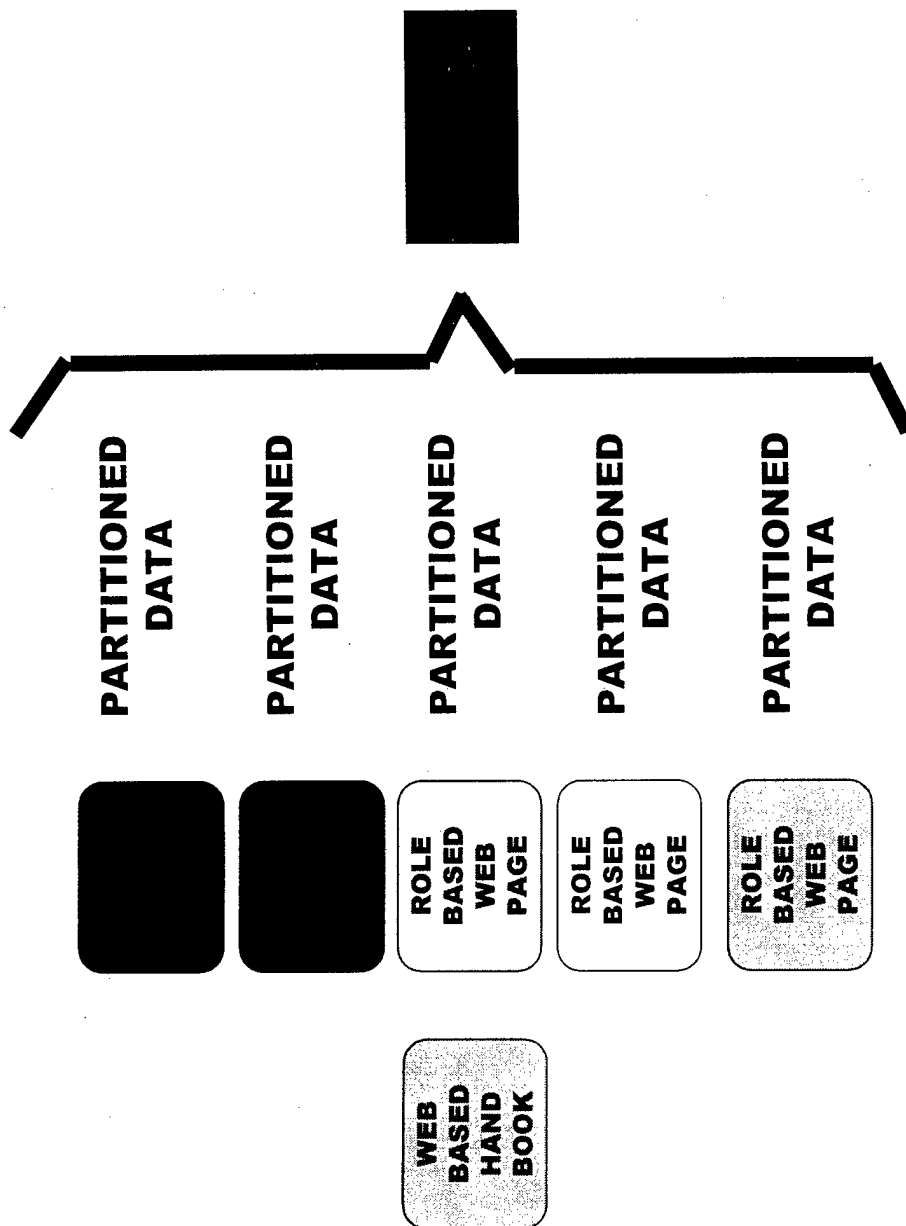 WEB
BASED
HAND
BOOK
ROLE
BASED
WEB
PAGE
ROLE
BASED
WEB
PAGE
ROLE
BASED
WEB
PAGE
PARTITIONED
DATA
PARTITIONED
DATA
PARTITIONED
DATA
PARTITIONED
DATA
PARTITIONED
DATA